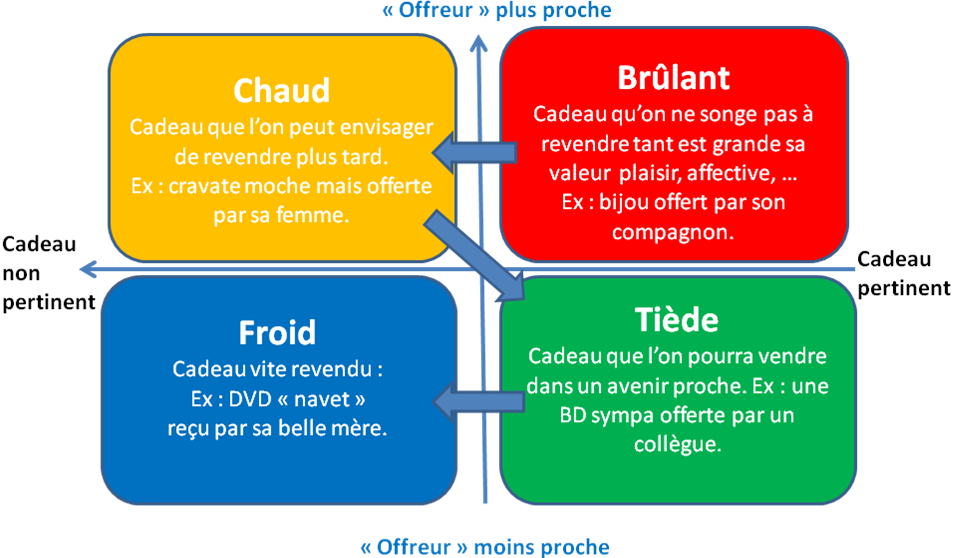 « Offreur » plus proche
Chaud
Cadeau que l’on peut envisager
de revendre plus tard.
Ex : cravate moche mais offerte
par sa femme.
Brûlant
Cadeau qu’on ne songe pas à
revendre tant est grande sa
valeur plaisir, affective, …
Ex : bijou offert par son
compagnon.
Cadeau
non
pertinent
Cadeau
pertinent
Froid
Cadeau vite revendu :
Ex : DVD « navet »
reçu par sa belle mère.
Tiède
Cadeau que l’on pourra vendre
dans un avenir proche. Ex : une
BD sympa offerte par un
collègue.
« Offreur » moins proche